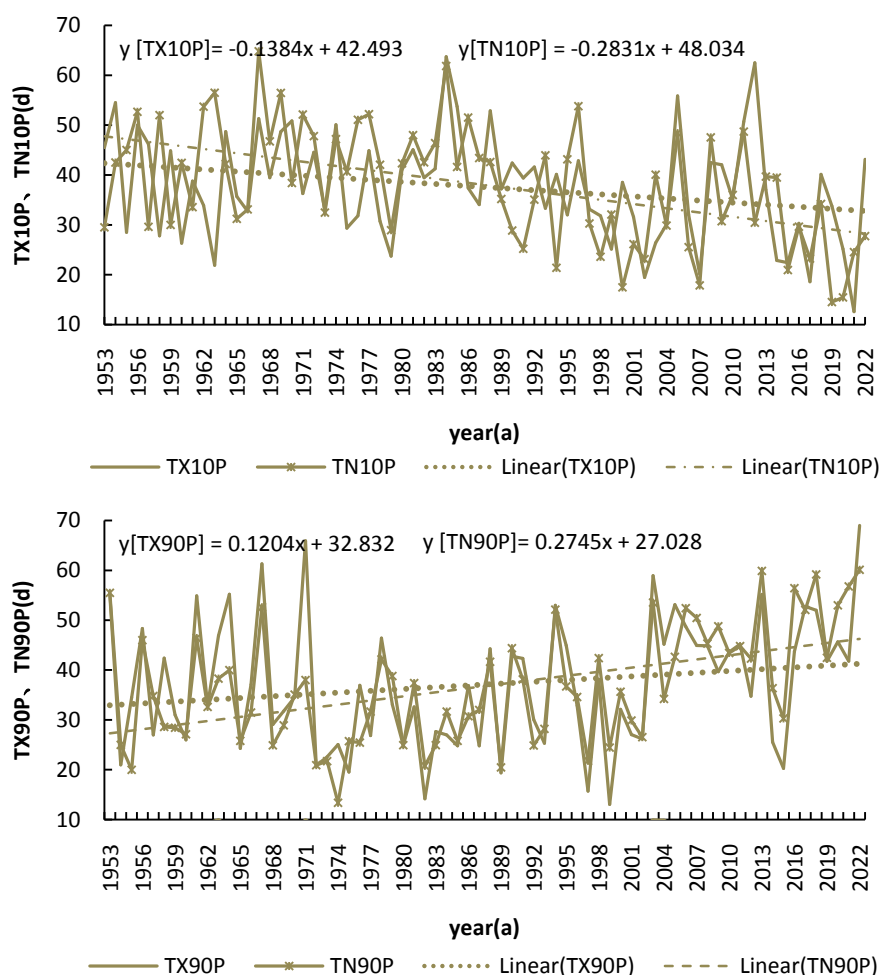 70
y [TX10P]= -0.1384x + 42.493 y[TN10P] = -0.2831x + 48.034
60
50
40
30
20
10
TX10P、TN10P(d)
1953 1956 1959 1962 1965 1968 1971 1974 1977 1980 1983 1986 1989 1992 1995 1998 2001 2004 2007 2010 2013 2016 2019 2022
year(a)
TX10P TN10P Linear(TX10P) Linear(TN10P)
70
y[TX90P] = 0.1204x + 32.832 y [TN90P]= 0.2745x + 27.028
60
50
40
30
20
10
TX90P、TN90P(d)
1953 1956 1959 1962 1965 1968 1971 1974 1977 1980 1983 1986 1989 1992 1995 1998 2001 2004 2007 2010 2013 2016 2019 2022
year(a)
TX90P TN90P Linear(TX90P) Linear(TN90P)